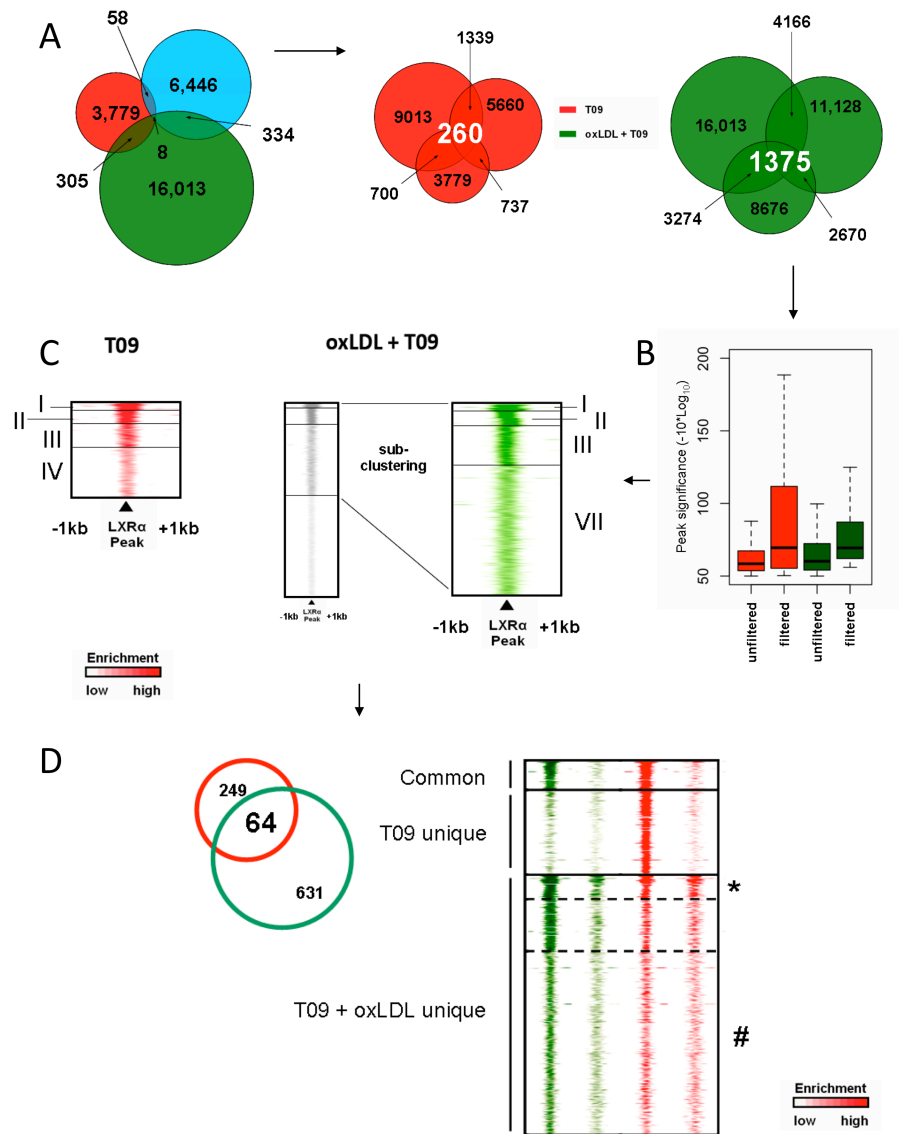 A
58
6,446
3,779
334
8
305
16,013
1339
9013
5660
260
700
3779
737
T09
oxLDL + T09
4166
16,013
11,128
1375
3274
8676
2670
C
T09
I
II
III
IV
-1kb
LXRα
Peak
+1kb
oxLDL + T09
sub-
clustering
-1kb
LXRα
Peak
+1kb
I
II
III
VII
-1kb
LXRα
Peak
+1kb
Enrichment
low high
B
Peak significance (-10*Log10)
200
150
100
50
unfiltered
filtered
unfiltered
filtered
D
249
64
631
Common
T09 unique
T09 + oxLDL unique
*
#
Enrichment
low high